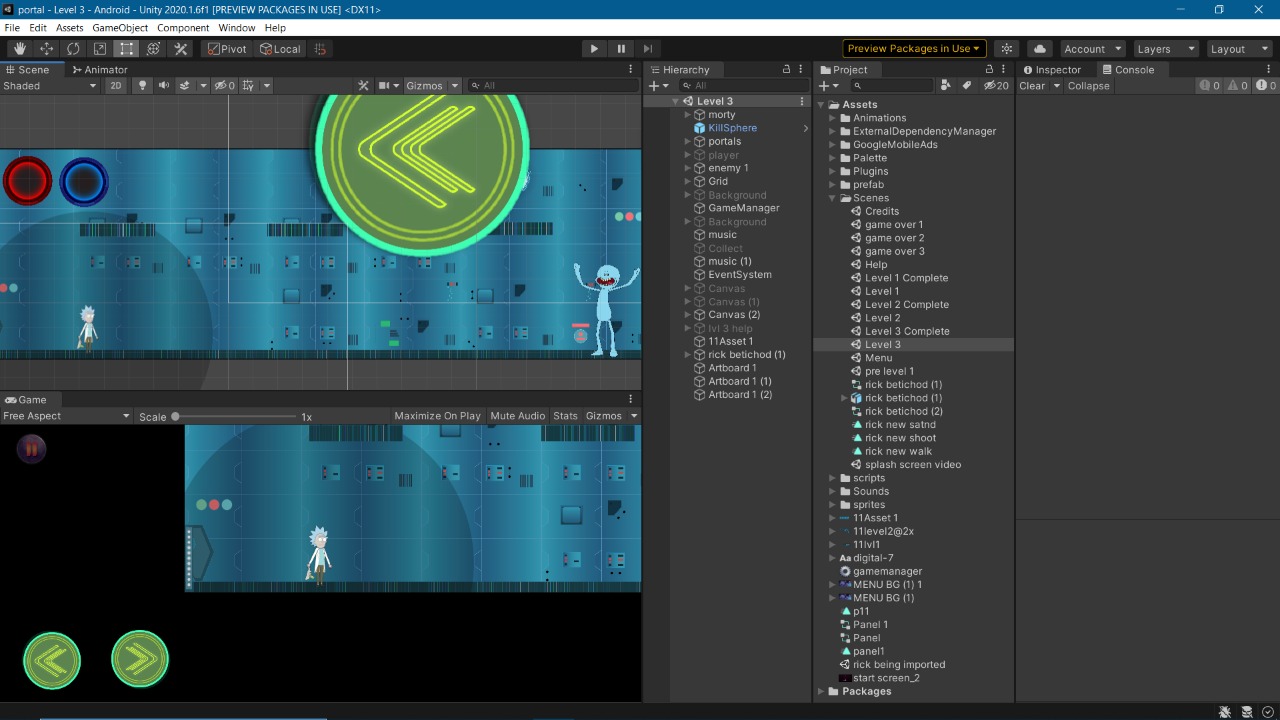 portal - Level 3 - Android - Unity 2020.1.6f1 [PREVIEW PACKAGES IN USE] <DX11>
File Edit Assets GameObject Component Window Help
Pivot Local Preview Packages in Use Account Layers Layout
Scene Animator
Shaded 2D 0 Gizmos All
Hierarchy
All
Level 3
morty
KillSphere
portals
player
enemy 1
Grid
Background
GameManager
Background
music
Collect
music (1)
EventSystem
Canvas
Canvas (1)
Canvas (2)
lvl 3 help
11Asset 1
rick betichod (1)
Artboard 1
Artboard 1 (1)
Artboard 1 (2)
Project
20
Assets
Animations
ExternalDependencyManager
GoogleMobileAds
Palette
Plugins
prefab
Scenes
Credits
game over 1
game over 2
game over 3
Help
Level 1 Complete
Level 1
Level 2 Complete
Level 2
Level 3 Complete
Level 3
Menu
pre level 1
rick betichod (1)
rick betichod (1)
rick betichod (2)
rick new satnd
rick new shoot
rick new walk
splash screen video
scripts
Sounds
sprites
11Asset 1
11level2@2x
11lvl1
digital-7
gamemanager
MENU BG (1) 1
MENU BG (1)
p11
Panel 1
Panel
panel1
rick being imported
start screen_2
Packages
Inspector Console
Clear Collapse 0 0 0
Game
Free Aspect Scale 1x Maximize On Play Mute Audio Stats Gizmos